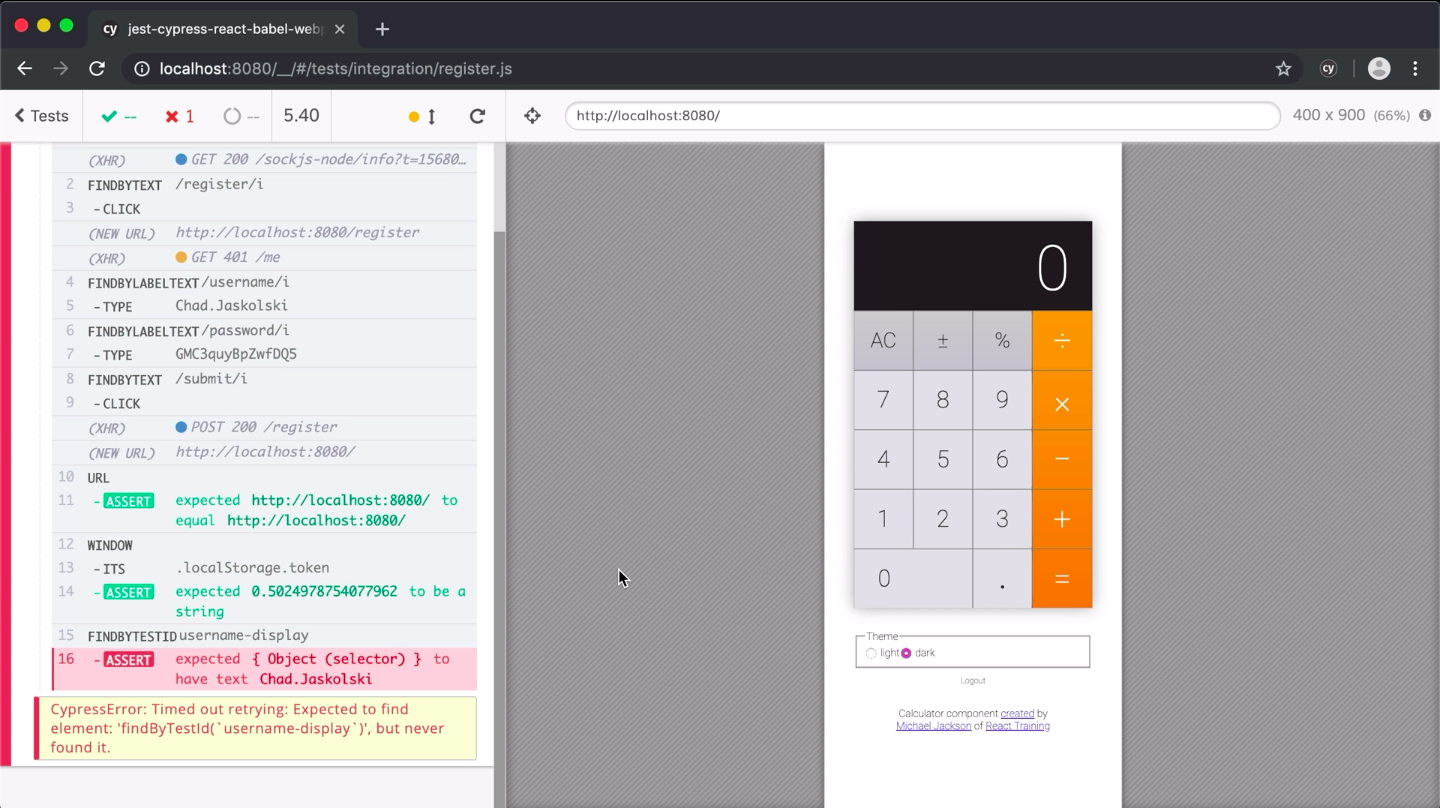 cy jest-cypress-react-babel-webp
localhost:8080/__/#/tests/integration/register.js
cy
Tests
--
1
--
5.40
http://localhost:8080/
400 x 900 (66%)
(XHR) GET 200 /sockjs-node/info?t=15680…
2 FINDBYTEXT /register/i
3 -CLICK
(NEW URL) http://localhost:8080/register
(XHR) GET 401 /me
4 FINDBYLABELTEXT /username/i
5 -TYPE Chad.Jaskolski
6 FINDBYLABELTEXT /password/i
7 -TYPE GMC3quyBpZwfDQ5
8 FINDBYTEXT /submit/i
9 -CLICK
(XHR) POST 200 /register
(NEW URL) http://localhost:8080/
10 URL
11 -ASSERT expected http://localhost:8080/ to
equal http://localhost:8080/
12 WINDOW
13 -ITS .localStorage.token
14 -ASSERT expected 0.5024978754077962 to be a
string
15 FINDBYTESTID username-display
16 -ASSERT expected { Object (selector) } to
have text Chad.Jaskolski
CypressError: Timed out retrying: Expected to find
element: 'findByTestId(`username-display`)', but never
found it.
0
AC ± % ÷
7 8 9 ×
4 5 6 −
1 2 3 +
0 . =
Theme
light dark
Logout
Calculator component created by
Michael Jackson of React Training